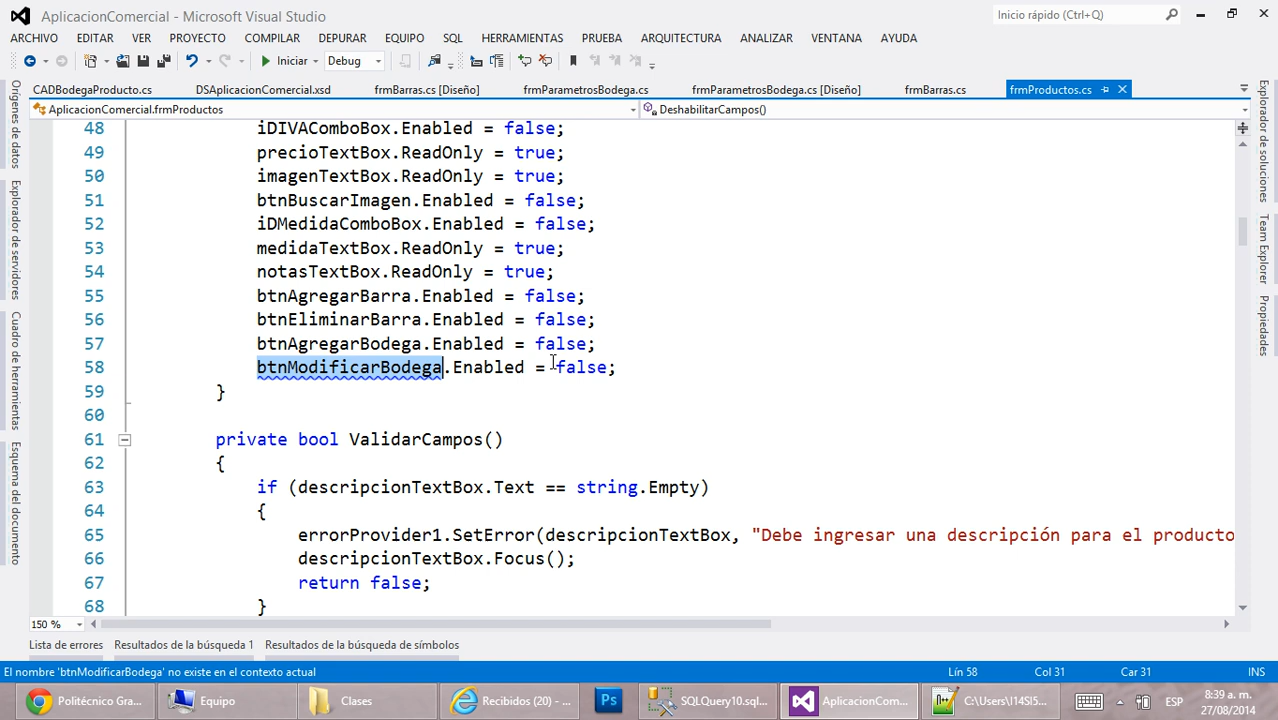 AplicacionComercial - Microsoft Visual Studio
Inicio rápido (Ctrl+Q)
ARCHIVO EDITAR VER PROYECTO COMPILAR DEPURAR EQUIPO SQL HERRAMIENTAS PRUEBA ARQUITECTURA ANALIZAR VENTANA AYUDA
Iniciar Debug
CADBodegaProducto.cs DSAplicacionComercial.xsd frmBarras.cs [Diseño] frmParametrosBodega.cs frmParametrosBodega.cs [Diseño] frmBarras.cs frmProductos.cs
AplicacionComercial.frmProductos DeshabilitarCampos()
48 iDIVAComboBox.Enabled = false;
49 precioTextBox.ReadOnly = true;
50 imagenTextBox.ReadOnly = true;
51 btnBuscarImagen.Enabled = false;
52 iDMedidaComboBox.Enabled = false;
53 medidaTextBox.ReadOnly = true;
54 notasTextBox.ReadOnly = true;
55 btnAgregarBarra.Enabled = false;
56 btnEliminarBarra.Enabled = false;
57 btnAgregarBodega.Enabled = false;
58 btnModificarBodega.Enabled = false;
59 }
60
61 private bool ValidarCampos()
62 {
63 if (descripcionTextBox.Text == string.Empty)
64 {
65 errorProvider1.SetError(descripcionTextBox, "Debe ingresar una descripción para el producto
66 descripcionTextBox.Focus();
67 return false;
68 }
Orígenes de datos
Explorador de servidores
Cuadro de herramientas
Esquema del documento
Explorador de soluciones
Team Explorer
Propiedades
150 %
Lista de errores Resultados de la búsqueda 1 Resultados de la búsqueda de símbolos
El nombre 'btnModificarBodega' no existe en el contexto actual Lín 58 Col 31 Car 31 INS
Politécnico Gra... Equipo Clases Recibidos (20) - ... Ps SQLQuery10.sql... AplicacionCom... C:\Users\I14SI5... ESP 8:39 a. m.
27/08/2014